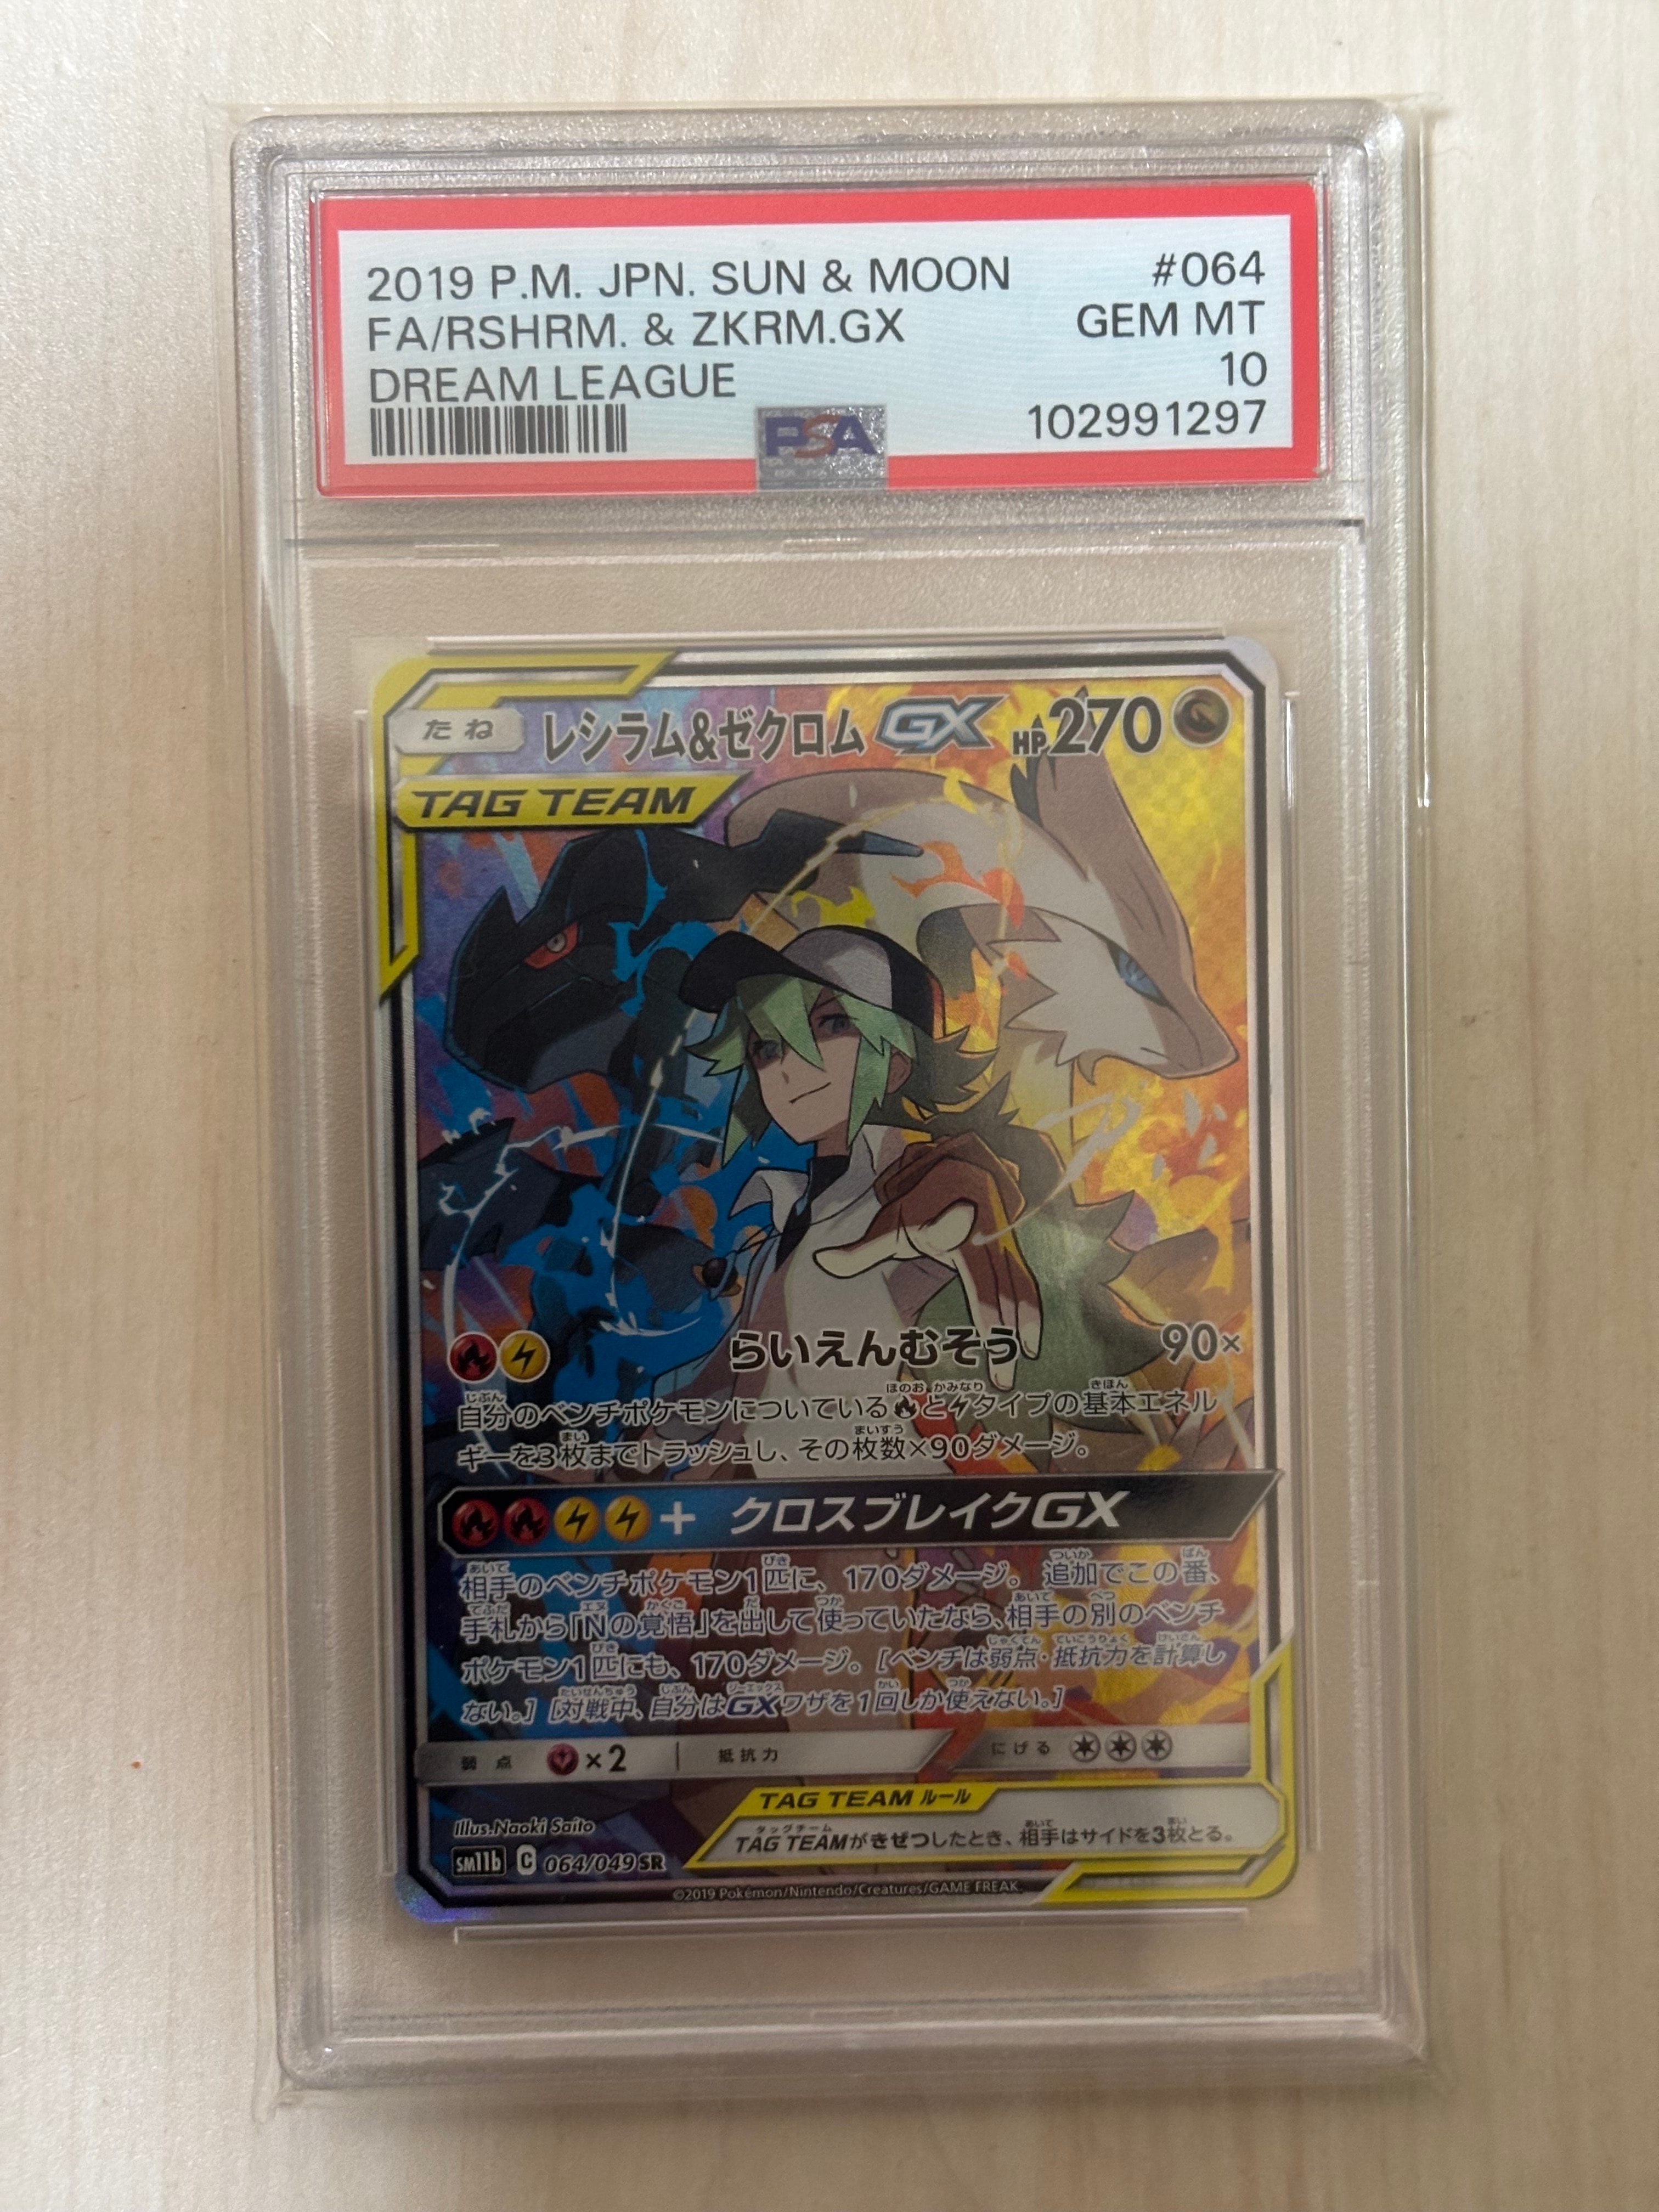 2019 P.M. JPN. SUN & MOON #064
FA/RSHRM. & ZKRM.GX GEM MT
DREAM LEAGUE 10
PSA 102991297
たね レシラム&ゼクロムGX HP270
TAG TEAM
らいえんむそう 90×
自分のベンチポケモンについているとタイプの基本エネル
ギーを3枚までトラッシュし、その枚数×90ダメージ。
+ クロスブレイクGX
相手のベンチポケモン1匹に、170ダメージ。追加でこの番、
手札から「Nの覚悟」を出して使っていたなら、相手の別のベンチ
ポケモン1匹にも、170ダメージ。[ベンチは弱点・抵抗力を計算し
ない。] [対戦中、自分はGXワザを1回しか使えない。]
弱点 ×2 抵抗力 にげる
TAG TEAM ルール
TAG TEAMがきぜつしたとき、相手はサイドを3枚とる。
Illus.Naoki Saito
sm11b C 064/049 SR
©2019 Pokémon/Nintendo/Creatures/GAME FREAK.